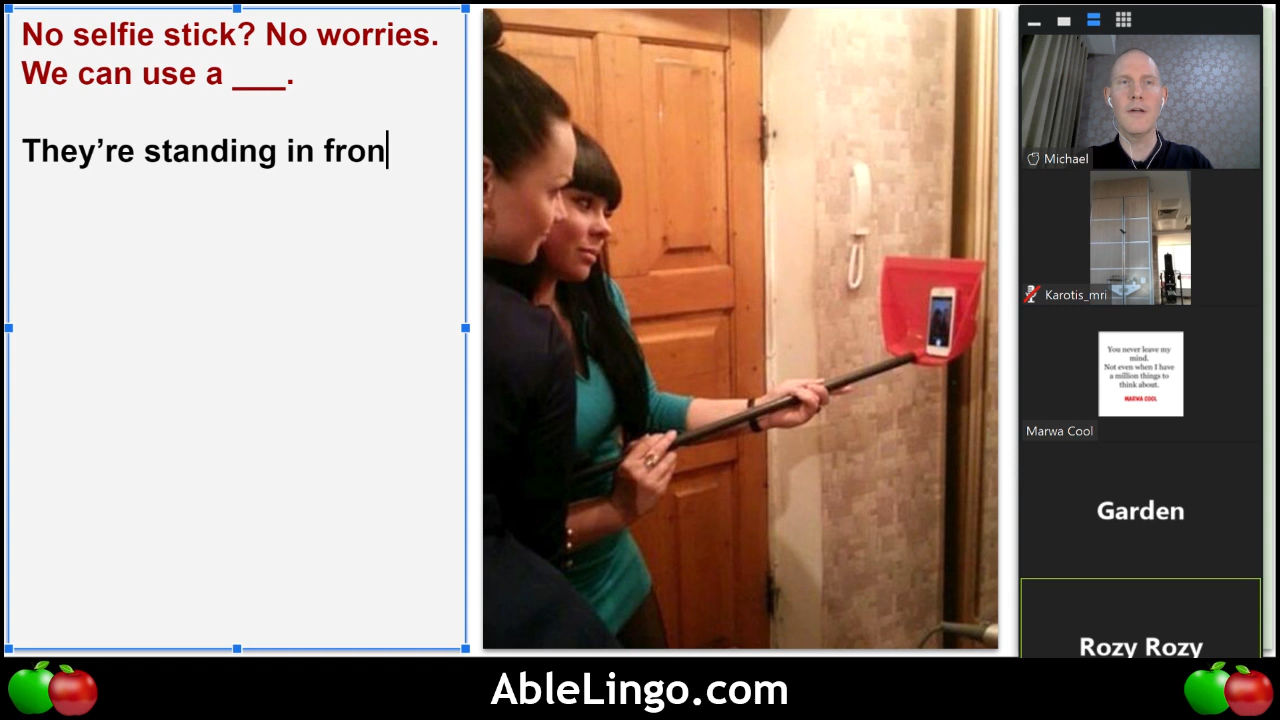 No selfie stick? No worries.
We can use a ___.
They're standing in fron
Michael
Karotis_mri
You never leave my
mind.
Not even when I have
a million things to
think about.
MARWA COOL
Marwa Cool
Garden
Rozy Rozy
AbleLingo.com